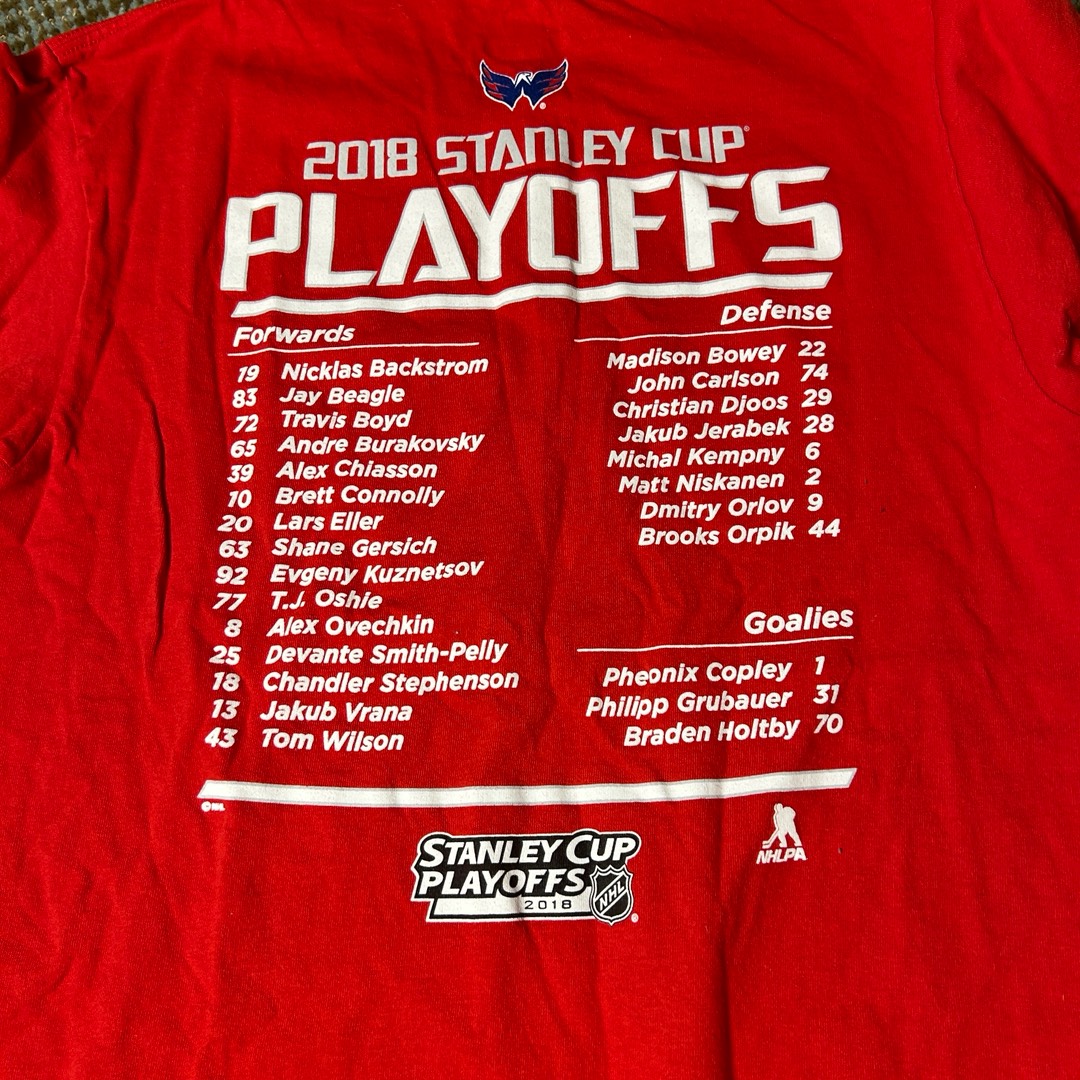 2018 STANLEY CUP
PLAYOFFS
Forwards
19 Nicklas Backstrom
83 Jay Beagle
72 Travis Boyd
65 Andre Burakovsky
39 Alex Chiasson
10 Brett Connolly
20 Lars Eller
63 Shane Gersich
92 Evgeny Kuznetsov
77 T.J. Oshie
8 Alex Ovechkin
25 Devante Smith-Pelly
18 Chandler Stephenson
13 Jakub Vrana
43 Tom Wilson
Defense
Madison Bowey 22
John Carlson 74
Christian Djoos 29
Jakub Jerabek 28
Michal Kempny 6
Matt Niskanen 2
Dmitry Orlov 9
Brooks Orpik 44
Goalies
Pheonix Copley 1
Philipp Grubauer 31
Braden Holtby 70
© NHL
NHLPA
STANLEY CUP
PLAYOFFS
2018
NHL